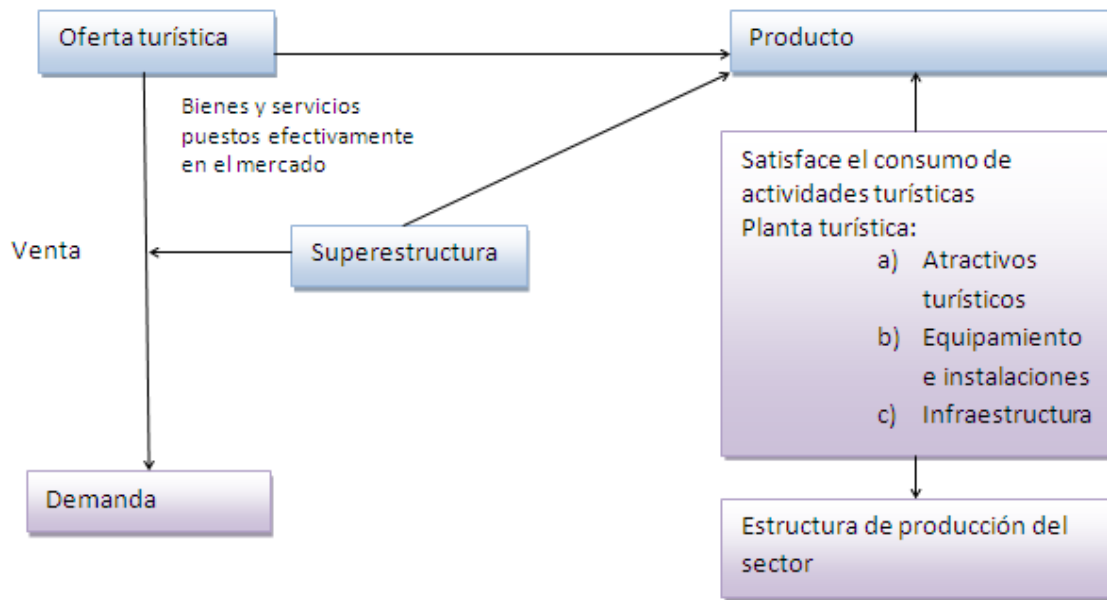 Oferta turística
Producto
Bienes y servicios
puestos efectivamente
en el mercado
Venta
Superestructura
Satisface el consumo de
actividades turísticas
Planta turística:
a) Atractivos
turísticos
b) Equipamiento
e instalaciones
c) Infraestructura
Demanda
Estructura de producción del
sector